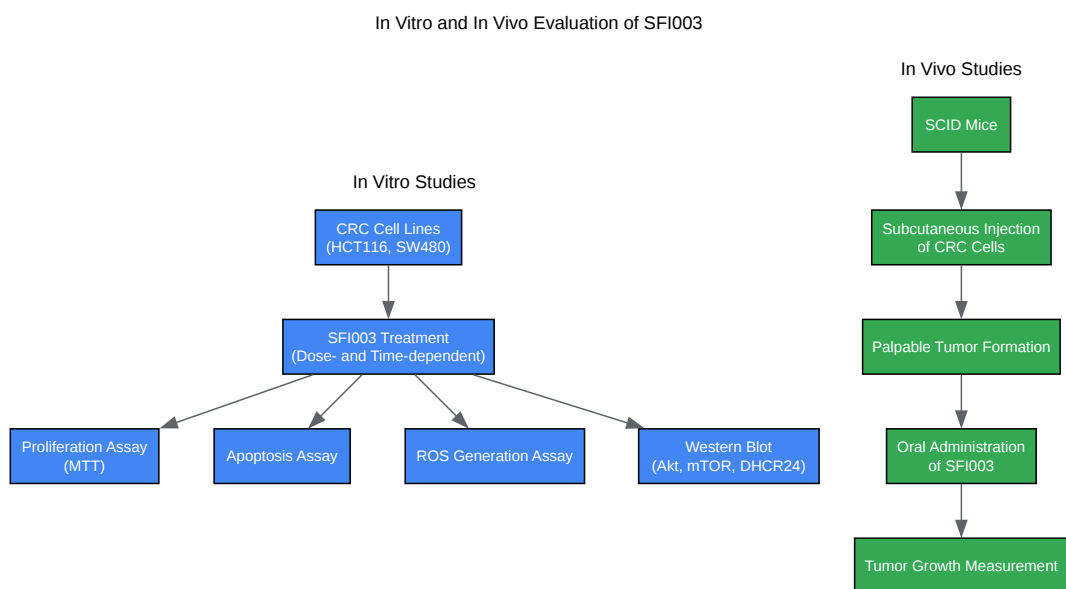 In Vitro and In Vivo Evaluation of SFI003
In Vitro Studies
CRC Cell Lines
(HCT116, SW480)
SFI003 Treatment
(Dose- and Time-dependent)
Proliferation Assay
(MTT)
Apoptosis Assay
ROS Generation Assay
Western Blot
(Akt, mTOR, DHCR24)
In Vivo Studies
SCID Mice
Subcutaneous Injection
of CRC Cells
Palpable Tumor Formation
Oral Administration
of SFI003
Tumor Growth Measurement